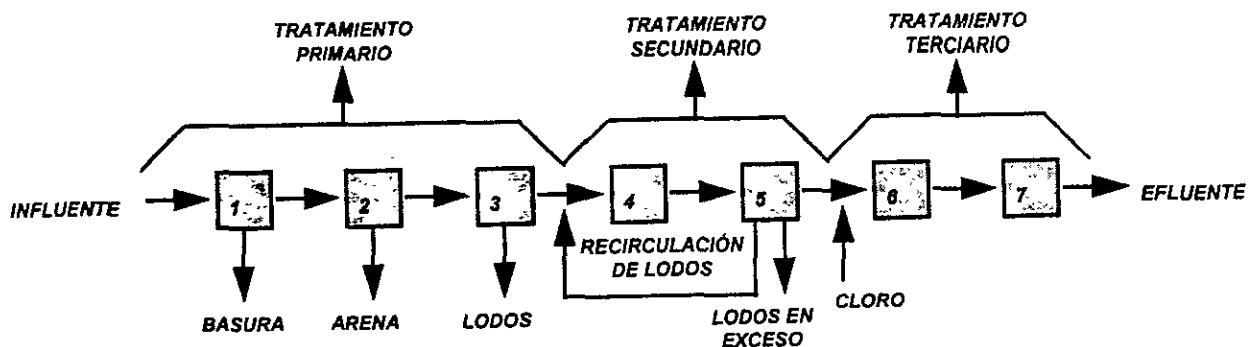 TRATAMIENTO
PRIMARIO
TRATAMIENTO
SECUNDARIO
TRATAMIENTO
TERCIARIO
INFLUENTE
1
2
3
4
5
6
7
EFLUENTE
RECIRCULACIÓN
DE LODOS
BASURA
ARENA
LODOS
LODOS EN
EXCESO
CLORO